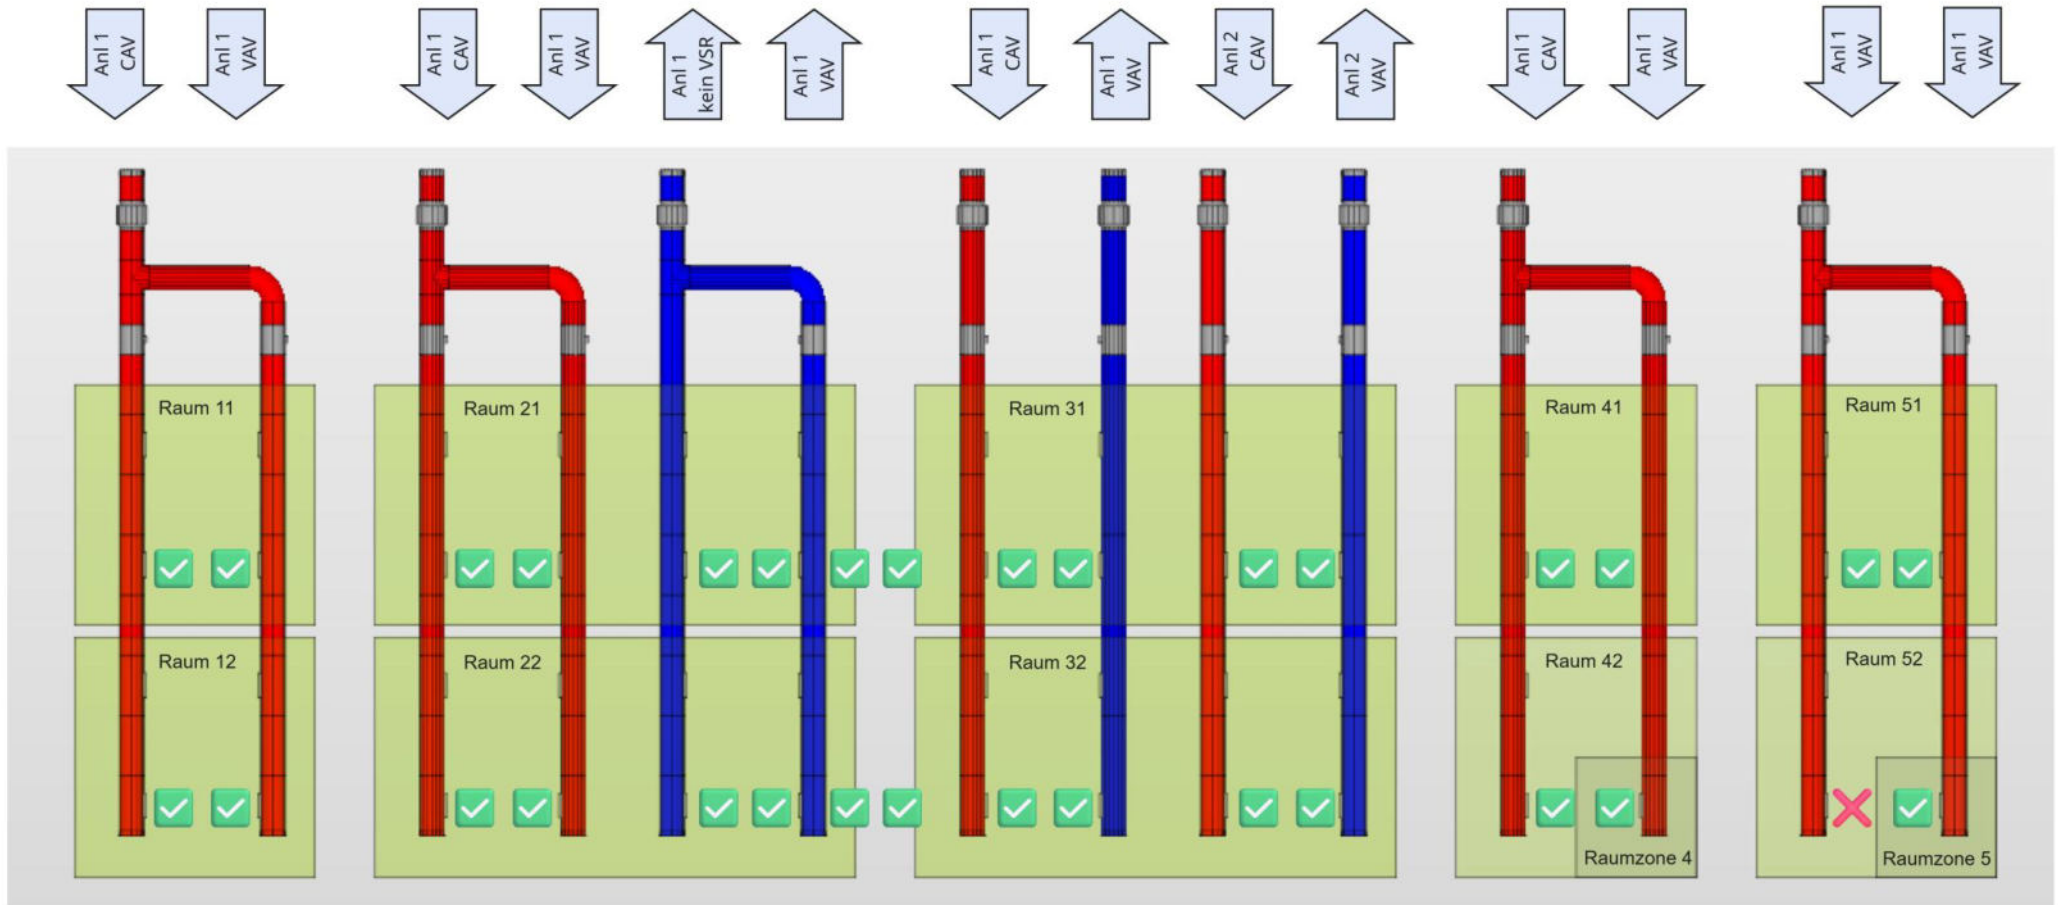 Anl 1
CAV
Anl 1
VAV
Anl 1
CAV
Anl 1
VAV
Anl 1
kein VSR
Anl 1
VAV
Anl 1
CAV
Anl 1
VAV
Anl 2
CAV
Anl 2
VAV
Anl 1
CAV
Anl 1
VAV
Anl 1
VAV
Anl 1
VAV
Raum 11
Raum 21
Raum 31
Raum 41
Raum 51
Raum 12
Raum 22
Raum 32
Raum 42
Raum 52
Raumzone 4
Raumzone 5